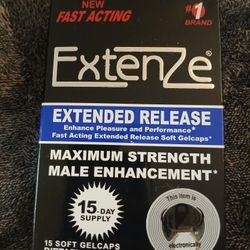 NEW
FAST ACTING
#1
BRAND
ExtenZe®
EXTENDED RELEASE
Enhance Pleasure and Performance*
Fast Acting Extended Release Soft Gelcaps*
MAXIMUM STRENGTH
MALE ENHANCEMENT*
15-DAY
SUPPLY
This item is
electronically
15 SOFT GELCAPS